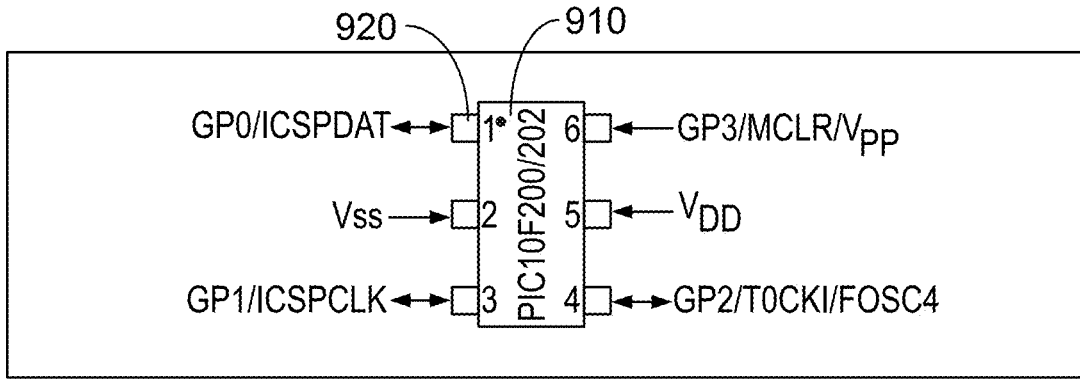 920 910
GP0/ICSPDAT 1 6 GP3/MCLR/VPP
Vss 2 5 VDD
GP1/ICSPCLK 3 4 GP2/T0CKI/FOSC4
PIC10F200/202